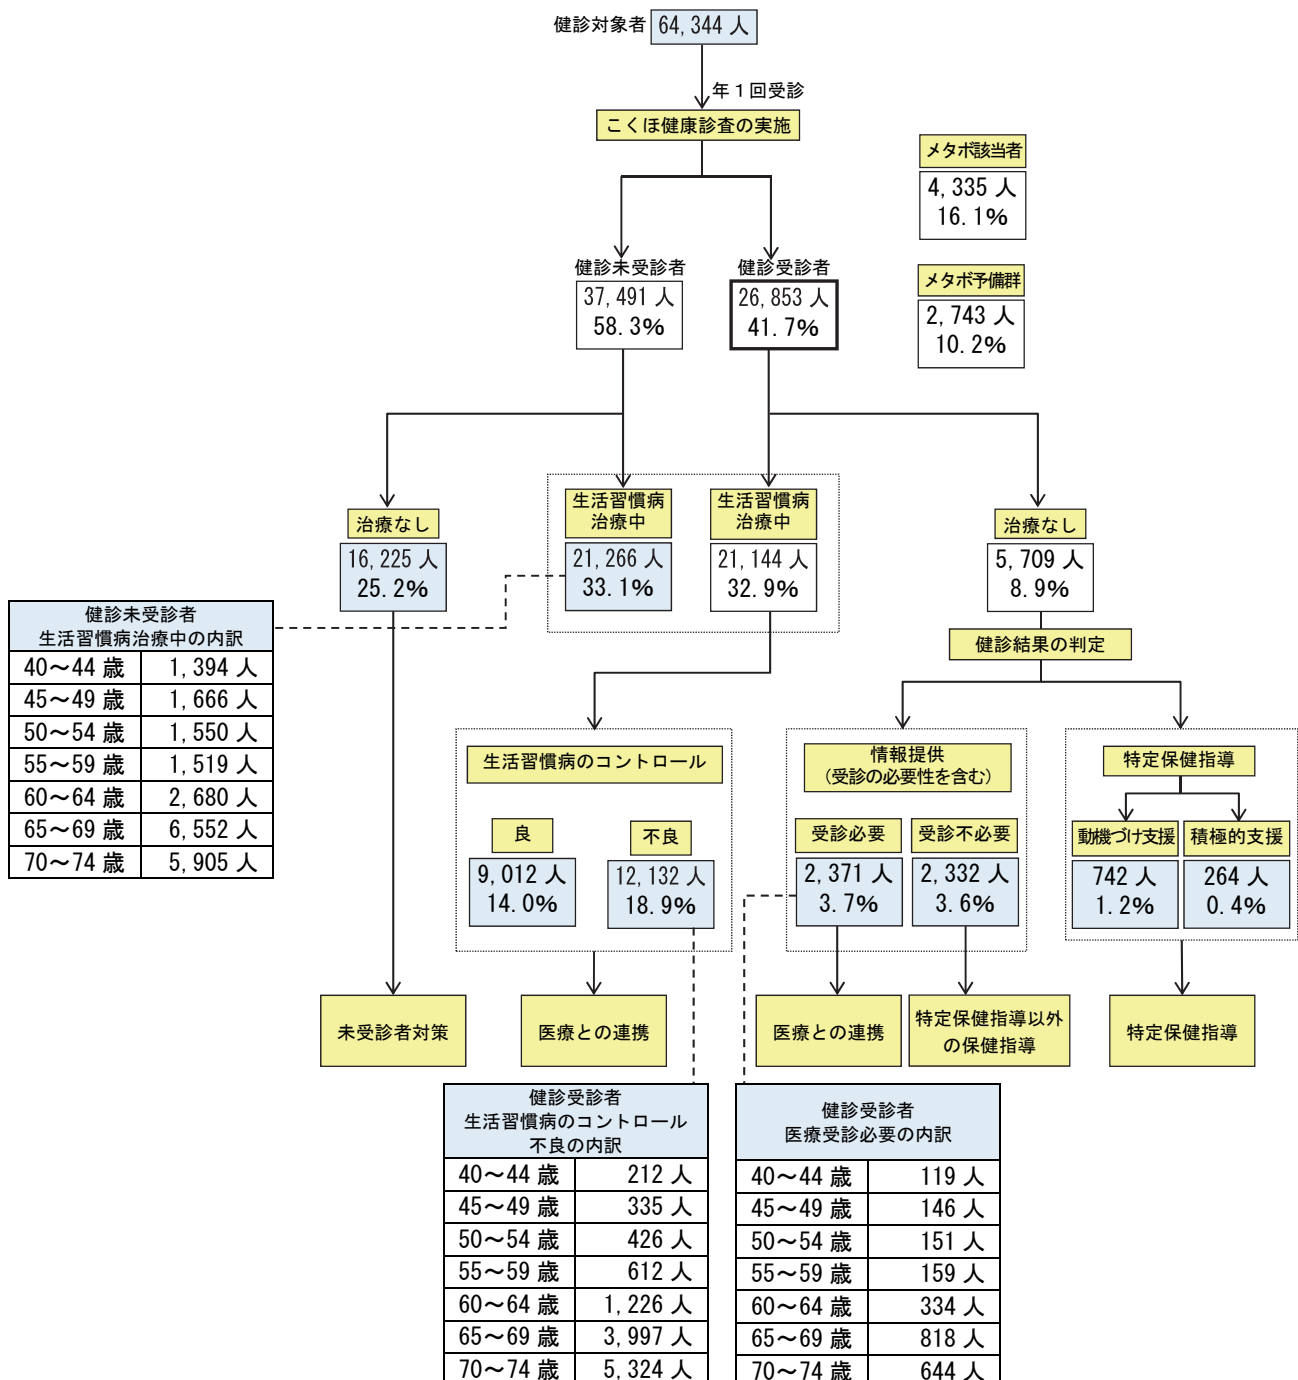 健診対象者 64,344 人
年１回受診
こくほ健康診査の実施
メタボ該当者
4,335 人
16.1%
メタボ予備群
2,743 人
10.2%
健診未受診者
37,491 人
58.3%
健診受診者
26,853 人
41.7%
治療なし
16,225 人
25.2%
生活習慣病
治療中
21,266 人
33.1%
生活習慣病
治療中
21,144 人
32.9%
治療なし
5,709 人
8.9%
健診未受診者
生活習慣病治療中の内訳
40～44 歳 1,394 人
45～49 歳 1,666 人
50～54 歳 1,550 人
55～59 歳 1,519 人
60～64 歳 2,680 人
65～69 歳 6,552 人
70～74 歳 5,905 人
健診結果の判定
生活習慣病のコントロール
良
9,012 人
14.0%
不良
12,132 人
18.9%
情報提供
（受診の必要性を含む）
受診必要
2,371 人
3.7%
受診不必要
2,332 人
3.6%
特定保健指導
動機づけ支援
742 人
1.2%
積極的支援
264 人
0.4%
未受診者対策
医療との連携
医療との連携
特定保健指導以外
の保健指導
特定保健指導
健診受診者
生活習慣病のコントロール
不良の内訳
40～44 歳 212 人
45～49 歳 335 人
50～54 歳 426 人
55～59 歳 612 人
60～64 歳 1,226 人
65～69 歳 3,997 人
70～74 歳 5,324 人
健診受診者
医療受診必要の内訳
40～44 歳 119 人
45～49 歳 146 人
50～54 歳 151 人
55～59 歳 159 人
60～64 歳 334 人
65～69 歳 818 人
70～74 歳 644 人